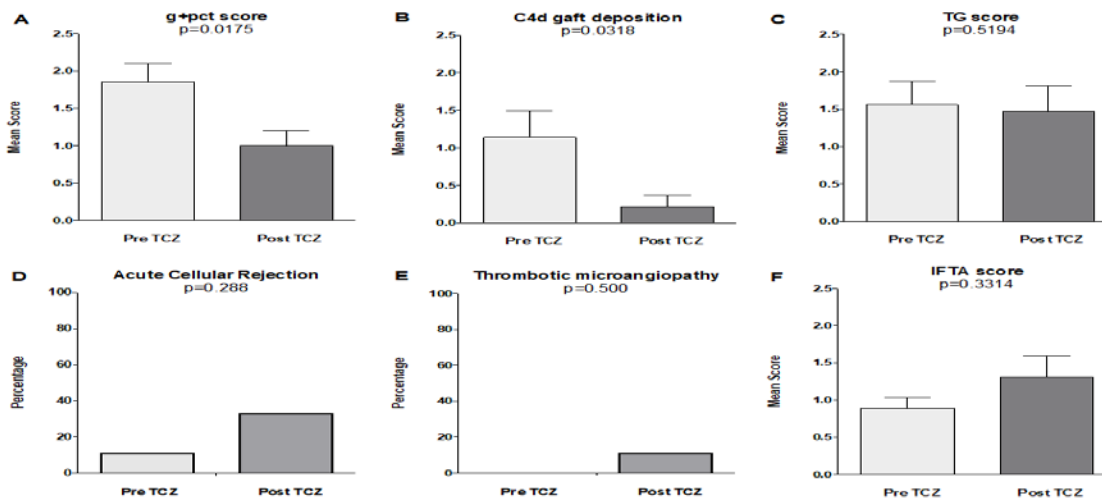 A
g+pct score
p=0.0175
Mean Score
2.5
2.0
1.5
1.0
0.5
0.0
Pre TCZ
Post TCZ
B
C4d gaft deposition
p=0.0318
Mean Score
2.5
2.0
1.5
1.0
0.5
0.0
Pre TCZ
Post TCZ
C
TG score
p=0.5194
Mean Score
2.5
2.0
1.5
1.0
0.5
0.0
Pre TCZ
Post TCZ
D
Acute Cellular Rejection
p=0.288
Percentage
100
80
60
40
20
0
Pre TCZ
Post TCZ
E
Thrombotic microangiopathy
p=0.500
Percentage
100
80
60
40
20
0
Pre TCZ
Post TCZ
F
IFTA score
p=0.3314
Mean Score
2.5
2.0
1.5
1.0
0.5
0.0
Pre TCZ
Post TCZ